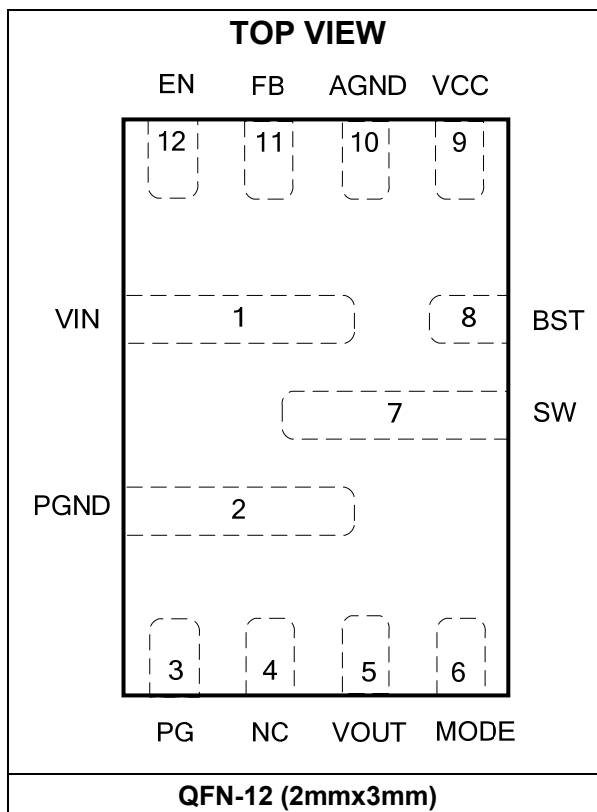 TOP VIEW
EN FB AGND VCC
12 11 10 9
VIN 1 8 BST
7 SW
PGND 2
3 4 5 6
PG NC VOUT MODE
QFN-12 (2mmx3mm)